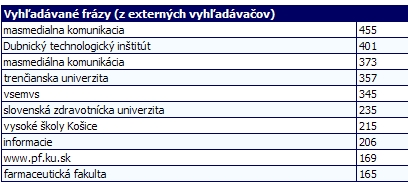 Vyhľadávané frázy (z externých vyhľadávačov)
masmedialna komunikacia 455
Dubnický technologický inštitút 401
masmediálna komunikácia 373
trenčianska univerzita 357
vsemvs 345
slovenská zdravotnícka univerzita 235
vysoké školy Košice 215
informacie 206
www.pf.ku.sk 169
farmaceutická fakulta 165